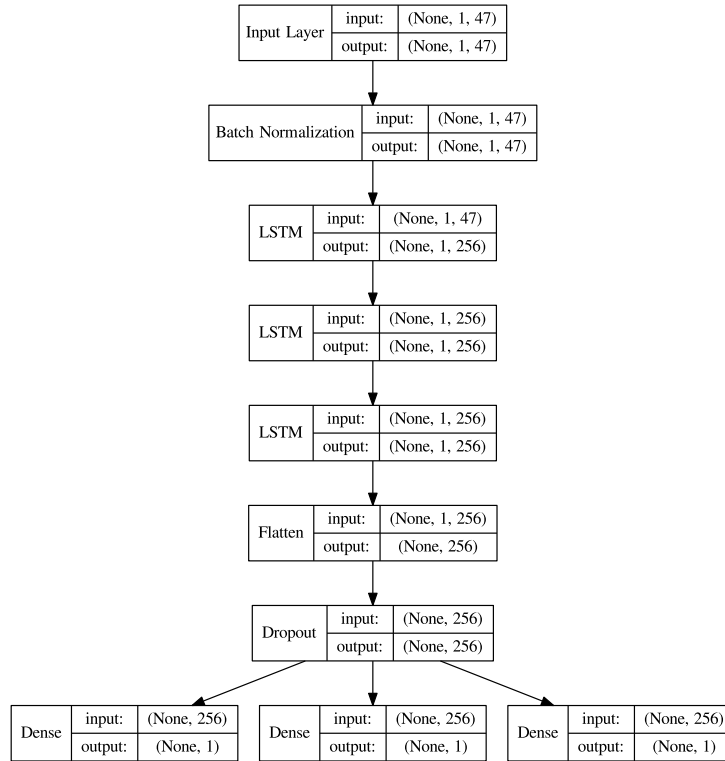 Input Layer
input: (None, 1, 47)
output: (None, 1, 47)
Batch Normalization
input: (None, 1, 47)
output: (None, 1, 47)
LSTM
input: (None, 1, 47)
output: (None, 1, 256)
LSTM
input: (None, 1, 256)
output: (None, 1, 256)
LSTM
input: (None, 1, 256)
output: (None, 1, 256)
Flatten
input: (None, 1, 256)
output: (None, 256)
Dropout
input: (None, 256)
output: (None, 256)
Dense
input: (None, 256)
output: (None, 1)
Dense
input: (None, 256)
output: (None, 1)
Dense
input: (None, 256)
output: (None, 1)